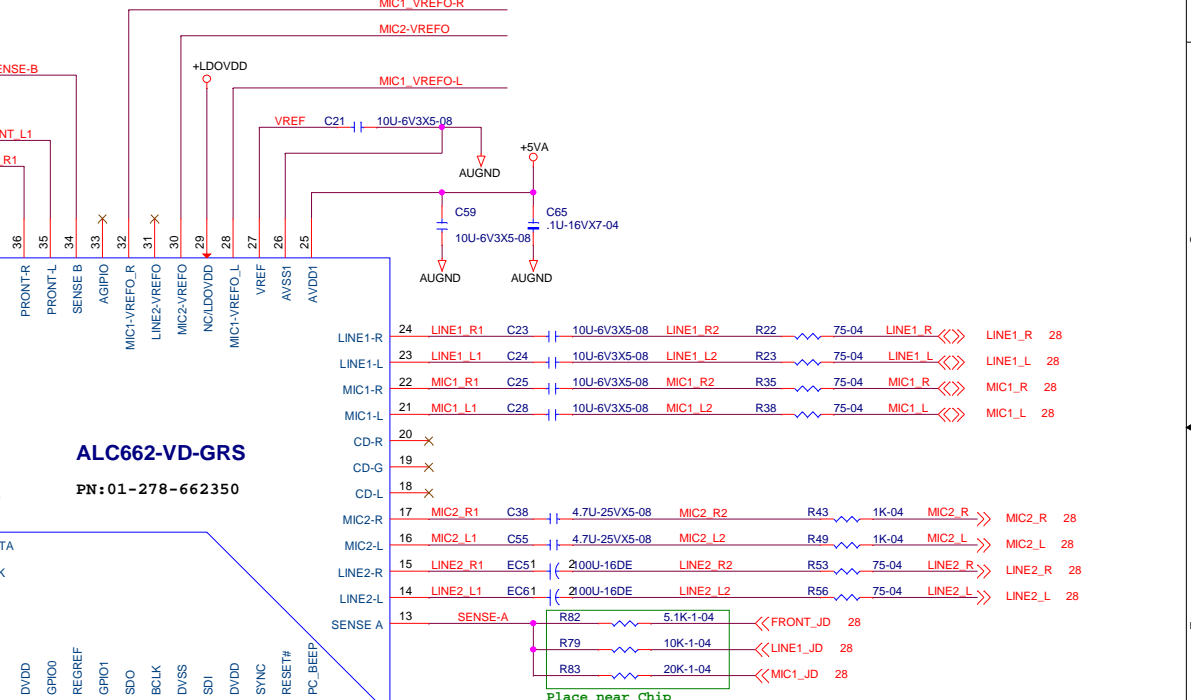 MIC1_VREFO-R
MIC2-VREFO
ENSE-B
+LDOVDD
MIC1_VREFO-L
VREF C21 10U-6V3X5-08
NT_L1
R1
AUGND
+5VA
C59 10U-6V3X5-08
C65 .1U-16VX7-04
AUGND AUGND
36 35 34 33 32 31 30 29 28 27 26 25
PRONT-R
PRONT-L
SENSE B
AGIPIO
MIC1-VREFO_R
LINE2-VREFO
MIC2-VREFO
NC/LDOVDD
MIC1-VREFO_L
VREF
AVSS1
AVDD1
LINE1-R 24 LINE1_R1 C23 10U-6V3X5-08 LINE1_R2 R22 75-04 LINE1_R LINE1_R 28
LINE1-L 23 LINE1_L1 C24 10U-6V3X5-08 LINE1_L2 R23 75-04 LINE1_L LINE1_L 28
MIC1-R 22 MIC1_R1 C25 10U-6V3X5-08 MIC1_R2 R35 75-04 MIC1_R MIC1_R 28
MIC1-L 21 MIC1_L1 C28 10U-6V3X5-08 MIC1_L2 R38 75-04 MIC1_L MIC1_L 28
CD-R 20
ALC662-VD-GRS
CD-G 19
PN:01-278-662350
CD-L 18
MIC2-R 17 MIC2_R1 C38 4.7U-25VX5-08 MIC2_R2 R43 1K-04 MIC2_R MIC2_R 28
MIC2-L 16 MIC2_L1 C55 4.7U-25VX5-08 MIC2_L2 R49 1K-04 MIC2_L MIC2_L 28
TA
K
LINE2-R 15 LINE2_R1 EC51 2 100U-16DE LINE2_R2 R53 75-04 LINE2_R LINE2_R 28
LINE2-L 14 LINE2_L1 EC61 2 100U-16DE LINE2_L2 R56 75-04 LINE2_L LINE2_L 28
SENSE A 13 SENSE-A R82 5.1K-1-04 FRONT_JD 28
R79 10K-1-04 LINE1_JD 28
R83 20K-1-04 MIC1_JD 28
Place near Chip
DVDD
GPIO0
REGREF
GPIO1
SDO
BCLK
DVSS
SDI
DVDD
SYNC
RESET#
PC_BEEP